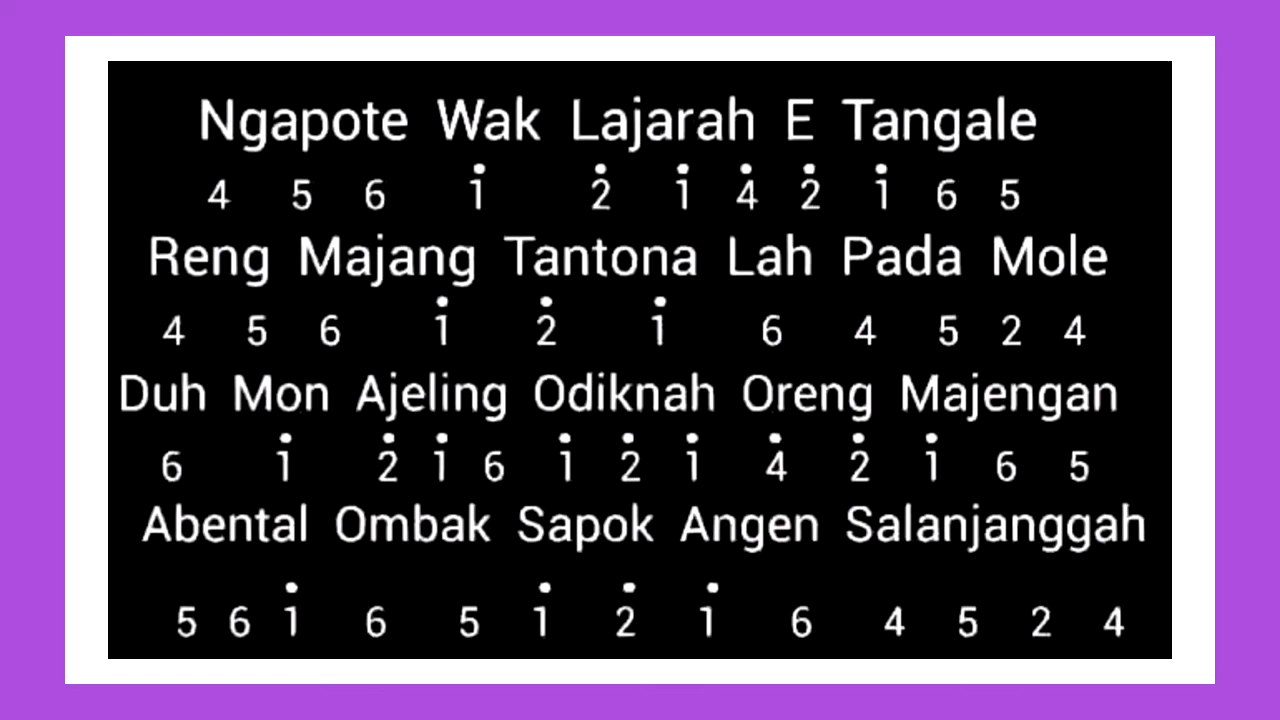 Ngapote Wak Lajarah E Tangale
4 5 6 1̇ 2̇ 1̇ 4̇ 2̇ 1̇ 6 5
Reng Majang Tantona Lah Pada Mole
4 5 6 1̇ 2̇ 1̇ 6 4 5 2 4
Duh Mon Ajeling Odiknah Oreng Majengan
6 1̇ 2̇ 1̇ 6 1̇ 2̇ 1̇ 4̇ 2̇ 1̇ 6 5
Abental Ombak Sapok Angen Salanjanggah
5 6 1̇ 6 5 1̇ 2̇ 1̇ 6 4 5 2 4